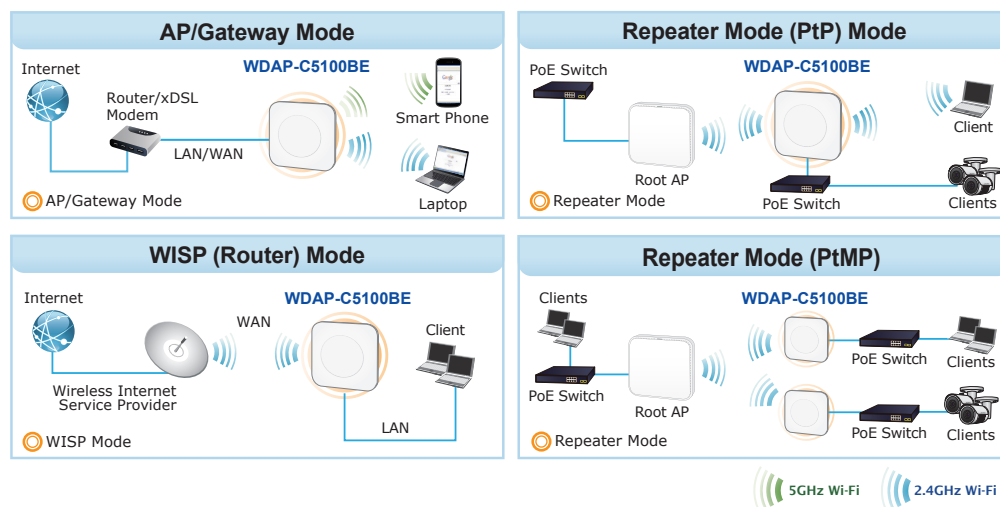 AP/Gateway Mode
Internet
WDAP-C5100BE
Router/xDSL
Modem
Smart Phone
LAN/WAN
AP/Gateway Mode
Laptop
Repeater Mode (PtP) Mode
PoE Switch
WDAP-C5100BE
Client
Root AP
Repeater Mode
PoE Switch
Clients
WISP (Router) Mode
Internet
WDAP-C5100BE
WAN
Client
Wireless Internet
Service Provider
LAN
WISP Mode
Repeater Mode (PtMP)
Clients
WDAP-C5100BE
PoE Switch
Clients
PoE Switch
Root AP
PoE Switch
Clients
Repeater Mode
5GHz Wi-Fi
2.4GHz Wi-Fi